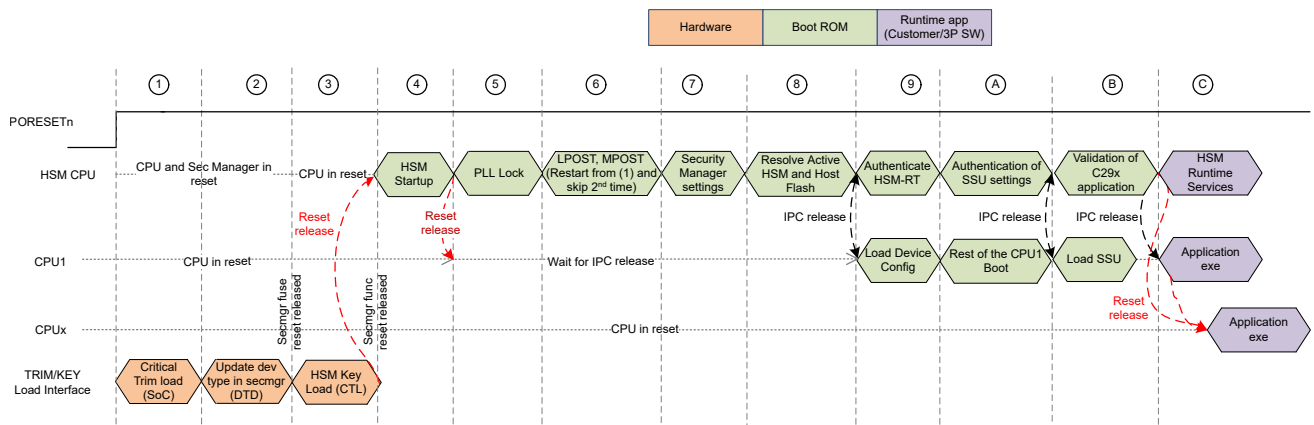 Hardware
Boot ROM
Runtime app
(Customer/3P SW)
1
2
3
4
5
6
7
8
9
A
B
C
PORESETn
HSM CPU
CPU and Sec Manager in
reset
CPU in reset
HSM
Startup
PLL Lock
LPOST, MPOST
(Restart from (1) and
skip 2nd time)
Security
Manager
settings
Resolve Active
HSM and Host
Flash
Authenticate
HSM-RT
Authentication of
SSU settings
Validation of
C29x
application
HSM
Runtime
Services
Reset
release
Reset
release
IPC release
IPC release
IPC release
CPU1
CPU in reset
Wait for IPC release
Load Device
Config
Rest of the CPU1
Boot
Load SSU
Application
exe
Secmgr fuse
reset released
Secmgr func
reset released
Reset
release
CPUx
CPU in reset
Application
exe
TRIM/KEY
Load Interface
Critical
Trim load
(SoC)
Update dev
type in secmgr
(DTD)
HSM Key
Load (CTL)